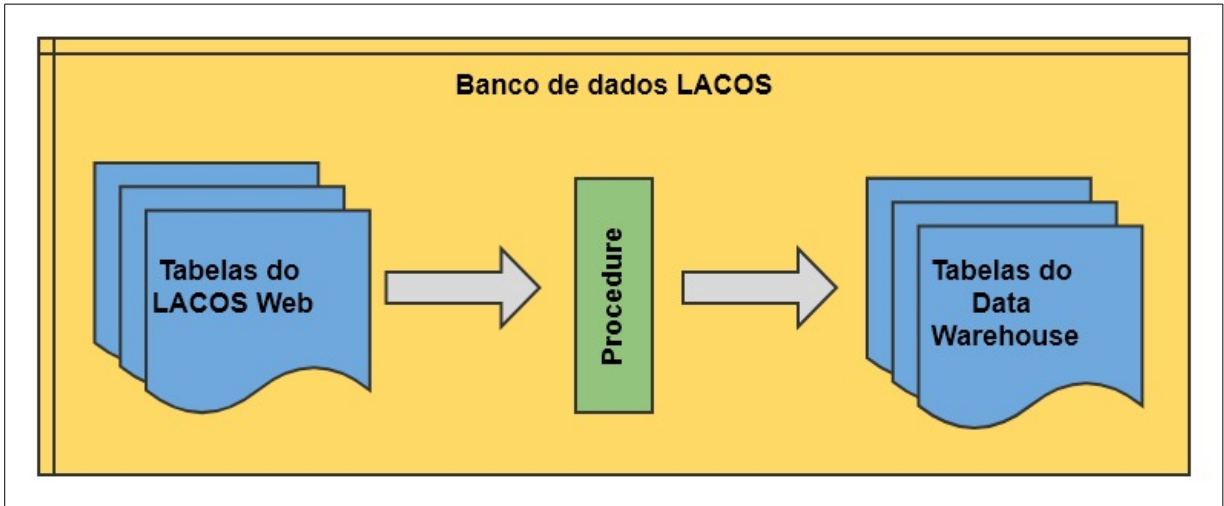 Banco de dados LACOS
Tabelas do
LACOS Web
Procedure
Tabelas do
Data
Warehouse